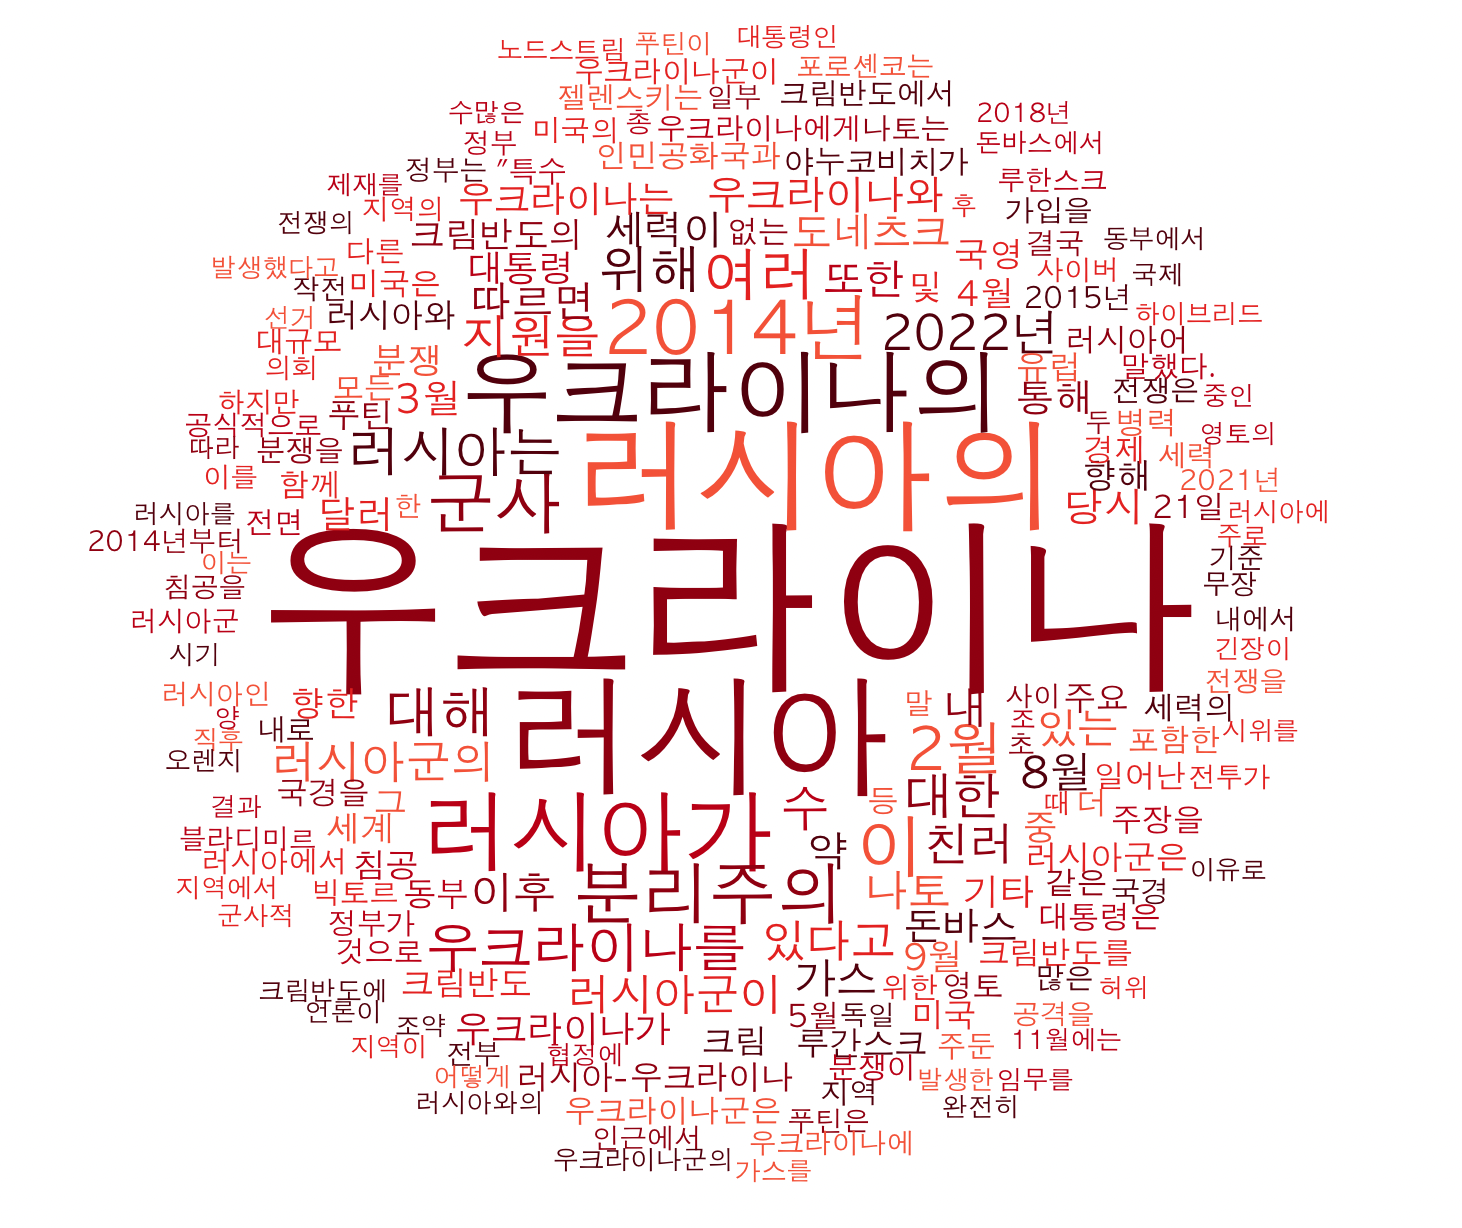 노드스트림 푸틴이 대통령인
우크라이나군이 포로셴코는
젤렌스키는 일부 크림반도에서
수많은 정부 미국의 총 우크라이나에게 나토는 2018년
돈바스에서
정부는 "특수 인민공화국과 야누코비치가
제재를 지역의 우크라이나는 우크라이나와 후 루한스크
가입을
전쟁의 다른 크림반도의 세력이 없는 도네츠크 국영 결국 동부에서
발생했다고 작전 미국은 대통령 위해 여러 또한 및 4월 사이버 국제
선거 러시아와 따르면 2015년 하이브리드
대규모 의회 분쟁 지원을 2014년 2022년 러시아어
모든 3월 우크라이나의 유럽 말했다.
하지만 푸틴 통해 전쟁은 중인
공식적으로 두 병력
따라 분쟁을 러시아는 경제 세력 영토의
이를 함께 군사 러시아의 향해 2021년
러시아를 전면 달러 한 당시 21일 러시아에
2014년부터 주로
이는 기준
침공을 우크라이나 무장
러시아군 내에서
시기 긴장이
러시아인 향한 대해 러시아 말 내 사이 주요 전쟁을
양 내로 조 있는 세력의
직후 초 포함한 시위를
오렌지 러시아군의 2월 8월 일어난 전투가
결과 국경을 그 수 등 대한 때 더
블라디미르 세계 러시아가 약 이 친러 중 주장을
러시아에서 침공 러시아군은 이유로
지역에서 빅토르 동부 이후 분리주의 나토 기타 같은 국경
군사적 정부가 돈바스 대통령은
것으로 우크라이나를 있다고 9월 크림반도를
크림반도에 크림반도 러시아군이 가스 위한 영토 많은 허위
언론이 조약 우크라이나가 5월 독일 미국 공격을
지역이 전부 협정에 크림 루간스크 주둔 11월에는
어떻게 러시아-우크라이나 분쟁이 발생한 임무를
러시아와의 우크라이나군은 지역 완전히
푸틴은
인근에서 우크라이나에
우크라이나군의 가스를